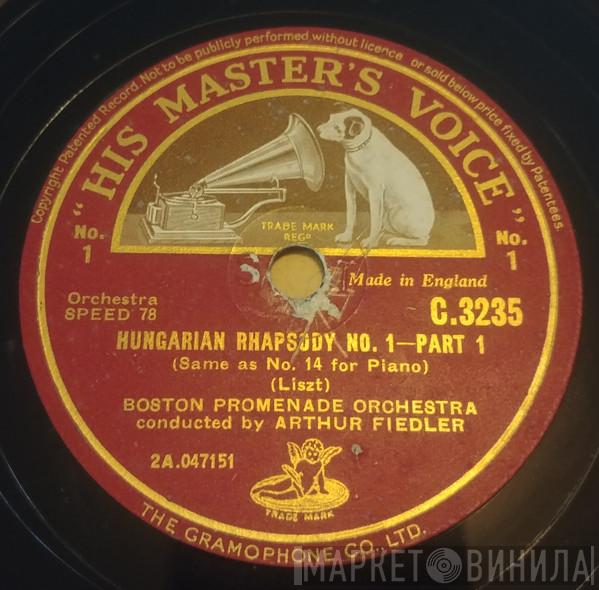 Copyright Patented Record. Not to be publicly performed without licence or sold below price fixed by Patentees.
"HIS MASTER'S VOICE"
TRADE MARK
REGD
No.
1
No.
1
Made in England
Orchestra
SPEED 78
C.3235
HUNGARIAN RHAPSODY NO. 1—PART 1
(Same as No. 14 for Piano)
(Liszt)
BOSTON PROMENADE ORCHESTRA
conducted by ARTHUR FIEDLER
2A.047151
TRADE MARK
THE GRAMOPHONE CO., LTD.
МАРКЕТ ВИНИЛА